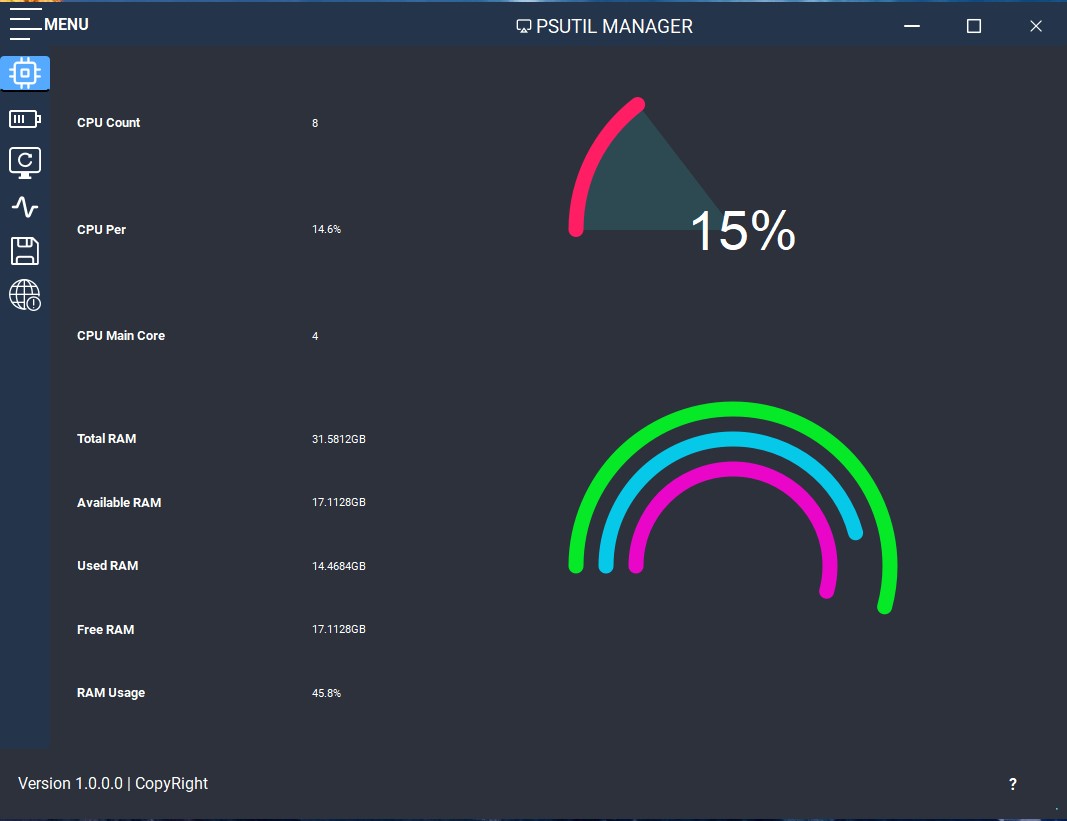 MENU
PSUTIL MANAGER
CPU Count 8
CPU Per 14.6%
15%
CPU Main Core 4
Total RAM 31.5812GB
Available RAM 17.1128GB
Used RAM 14.4684GB
Free RAM 17.1128GB
RAM Usage 45.8%
Version 1.0.0.0 | CopyRight
?